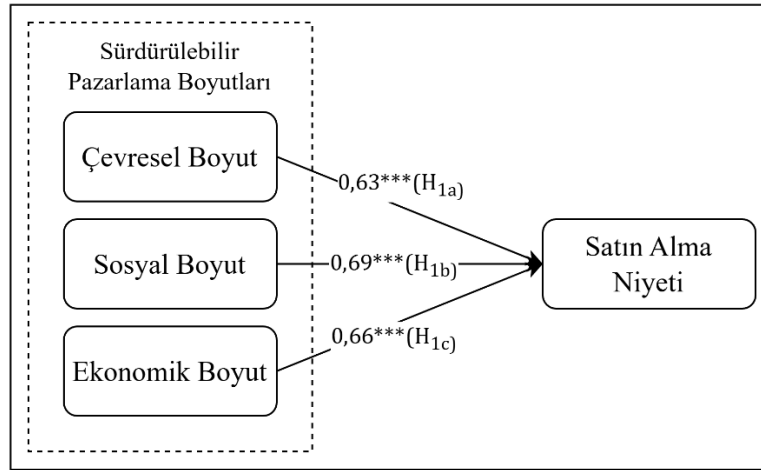 Sürdürülebilir
Pazarlama Boyutları
Çevresel Boyut
0,63***(H1a)
Sosyal Boyut
0,69***(H1b)
Satın Alma
Niyeti
0,66***(H1c)
Ekonomik Boyut